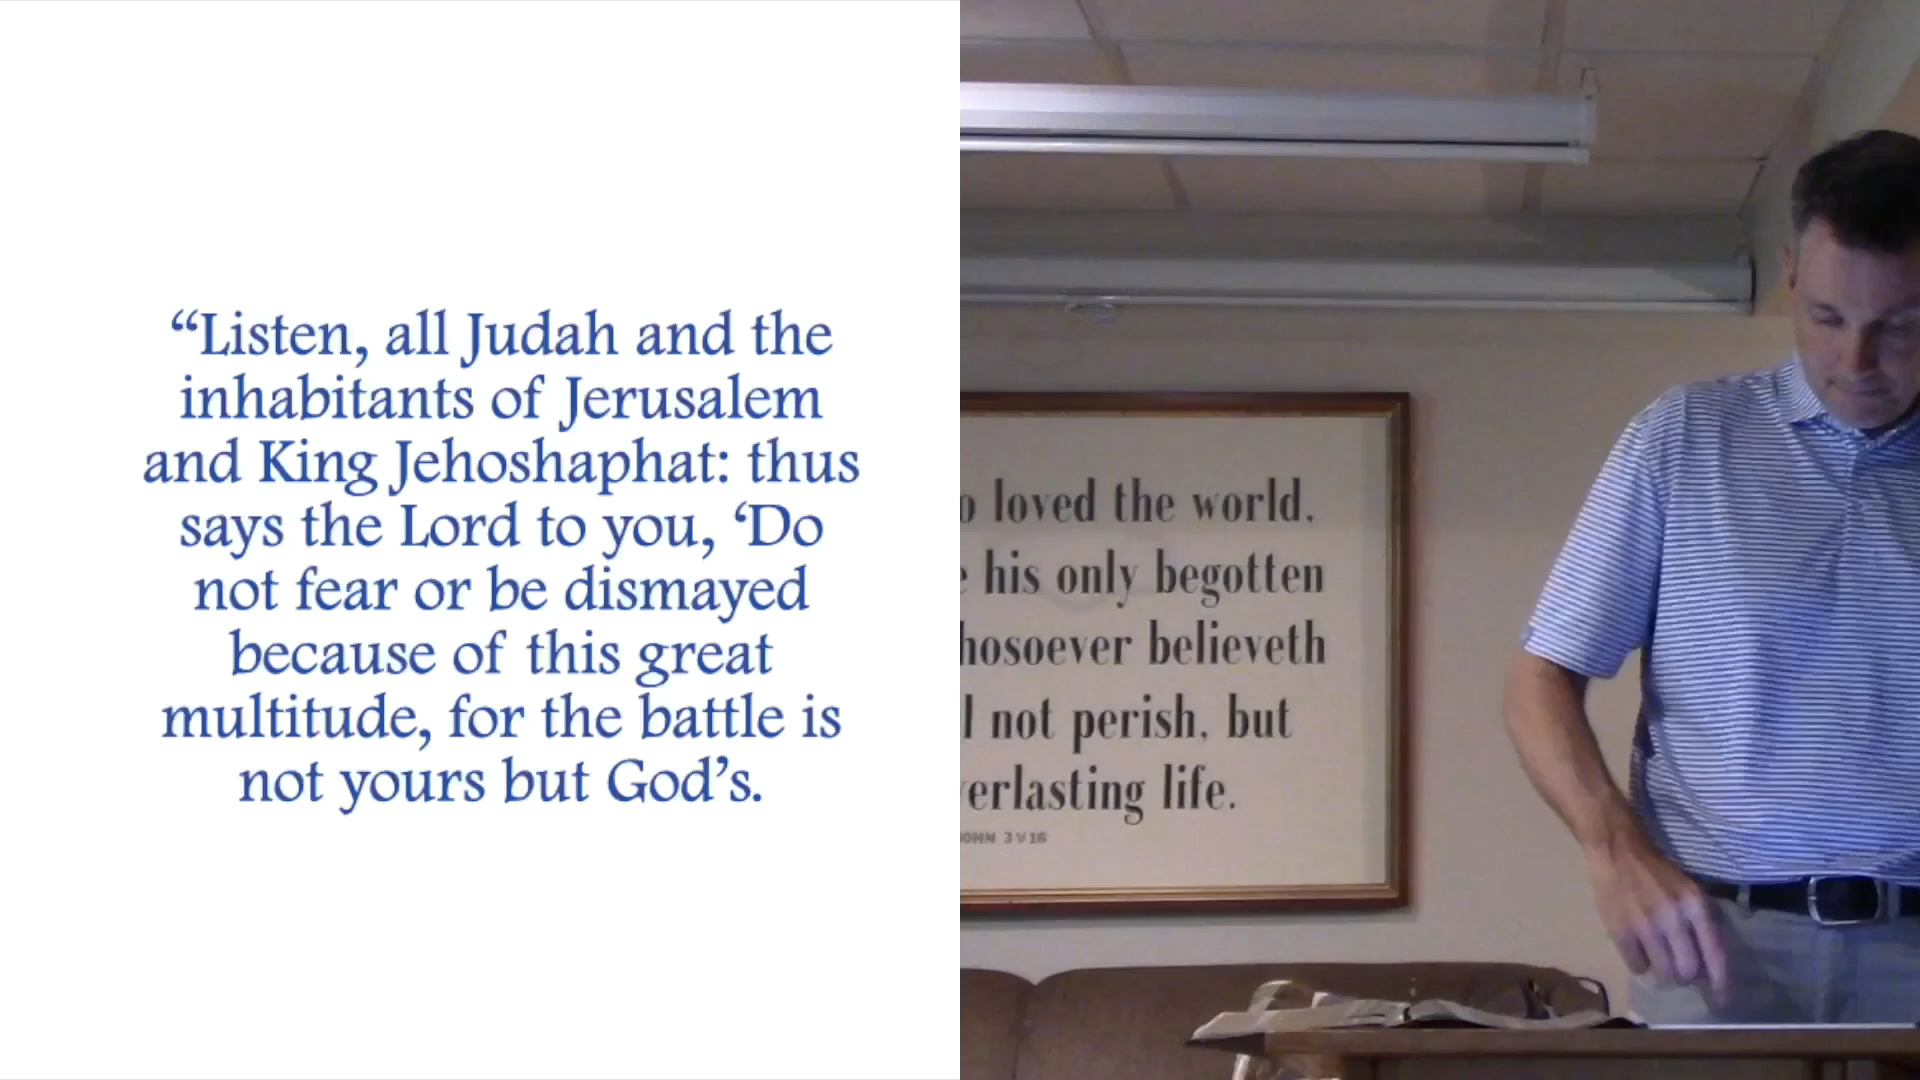 “Listen, all Judah and the
inhabitants of Jerusalem
and King Jehoshaphat: thus
says the Lord to you, ‘Do
not fear or be dismayed
because of this great
multitude, for the battle is
not yours but God’s.
loved the world,
his only begotten
believeth
not perish, but
life.
3 V 16